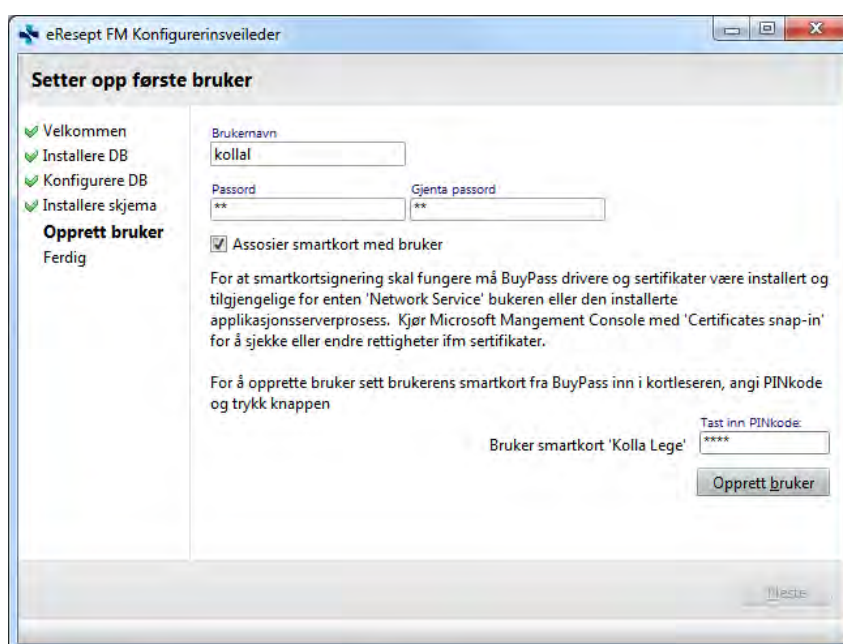 eResept FM Konfigurerinsveileder
Setter opp første bruker
Velkommen
Installere DB
Konfigurere DB
Installere skjema
Opprett bruker
Ferdig
Brukernavn
kollal
Passord
Gjenta passord
**
**
Assosier smartkort med bruker
For at smartkortsignering skal fungere må BuyPass drivere og sertifikater være installert og
tilgjengelige for enten 'Network Service' bukeren eller den installerte
applikasjonsserverprosess. Kjør Microsoft Mangement Console med 'Certificates snap-in'
for å sjekke eller endre rettigheter ifm sertifikater.
For å opprette bruker sett brukerens smartkort fra BuyPass inn i kortleseren, angi PINkode
og trykk knappen
Tast inn PINkode:
Bruker smartkort 'Kolla Lege'
****
Opprett bruker
Neste